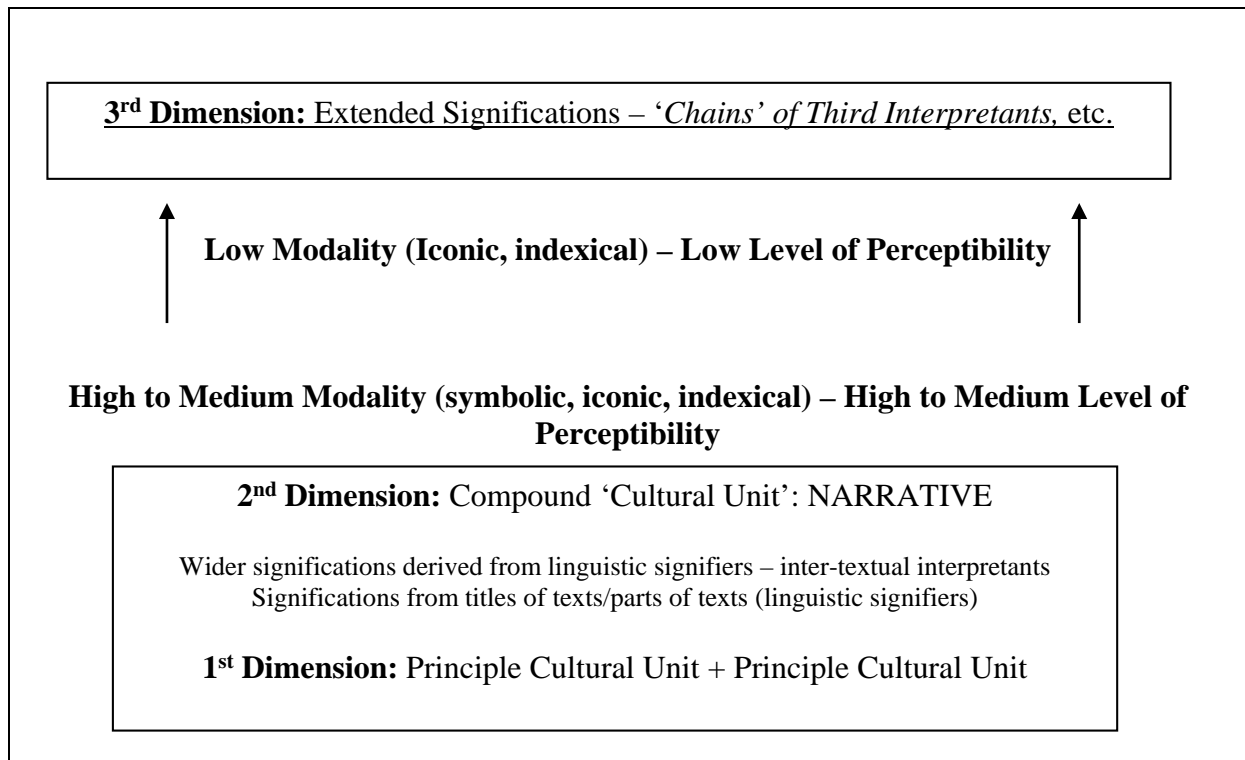 3rd Dimension: Extended Significations – ‘Chains’ of Third Interpretants, etc.
Low Modality (Iconic, indexical) – Low Level of Perceptibility
High to Medium Modality (symbolic, iconic, indexical) – High to Medium Level of
Perceptibility
2nd Dimension: Compound ‘Cultural Unit’: NARRATIVE
Wider significations derived from linguistic signifiers – inter-textual interpretants
Significations from titles of texts/parts of texts (linguistic signifiers)
1st Dimension: Principle Cultural Unit + Principle Cultural Unit